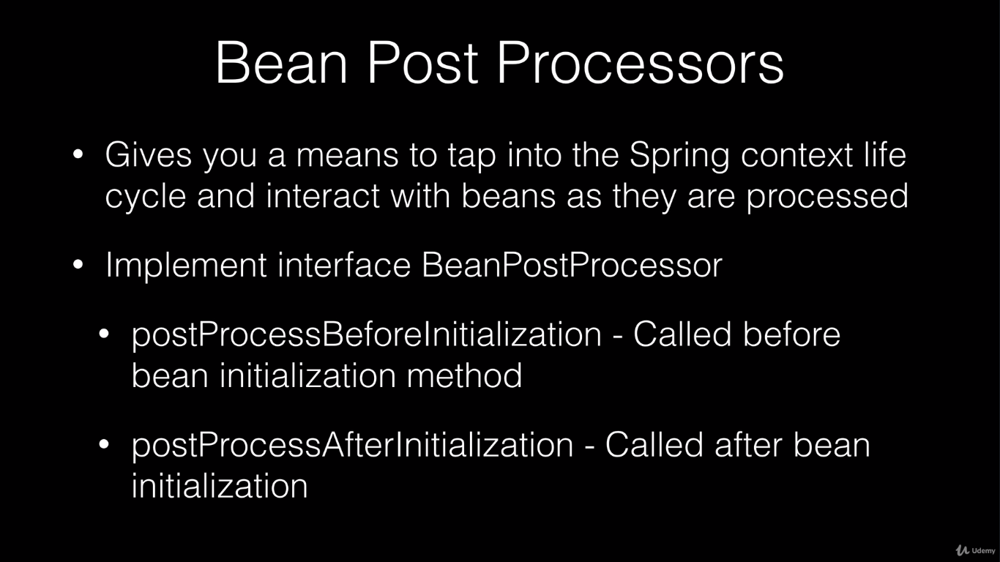 Bean Post Processors
• Gives you a means to tap into the Spring context life
cycle and interact with beans as they are processed
• Implement interface BeanPostProcessor
• postProcessBeforeInitialization - Called before
bean initialization method
• postProcessAfterInitialization - Called after bean
initialization
Udemy